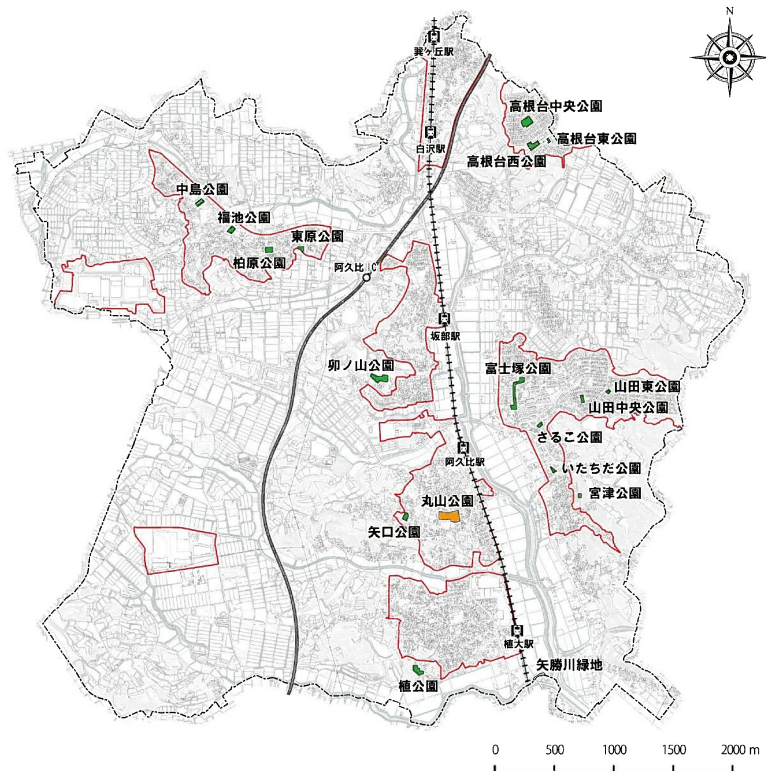 N
巽ヶ丘駅
高根台中央公園
高根台東公園
白沢駅
高根台西公園
中島公園
福池公園
東原公園
柏原公園
阿久比 IC
坂部駅
卯ノ山公園
富士塚公園
山田東公園
山田中央公園
さるこ公園
阿久比駅
いたちだ公園
宮津公園
丸山公園
矢口公園
植大駅
矢勝川緑地
植公園
0 500 1000 1500 2000 m